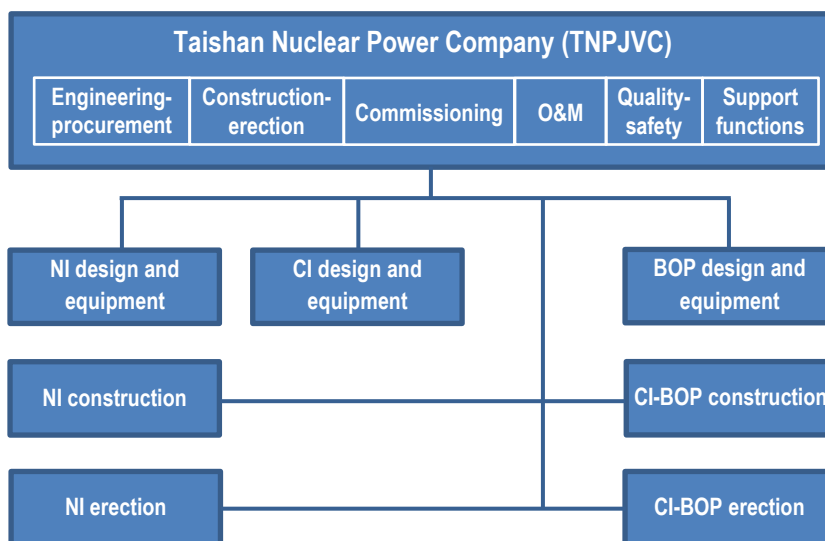 Taishan Nuclear Power Company (TNPJVC)
Engineering-
procurement
Construction-
erection
Commissioning
O&M
Quality-
safety
Support
functions
NI design and
equipment
CI design and
equipment
BOP design and
equipment
NI construction
CI-BOP construction
NI erection
CI-BOP erection